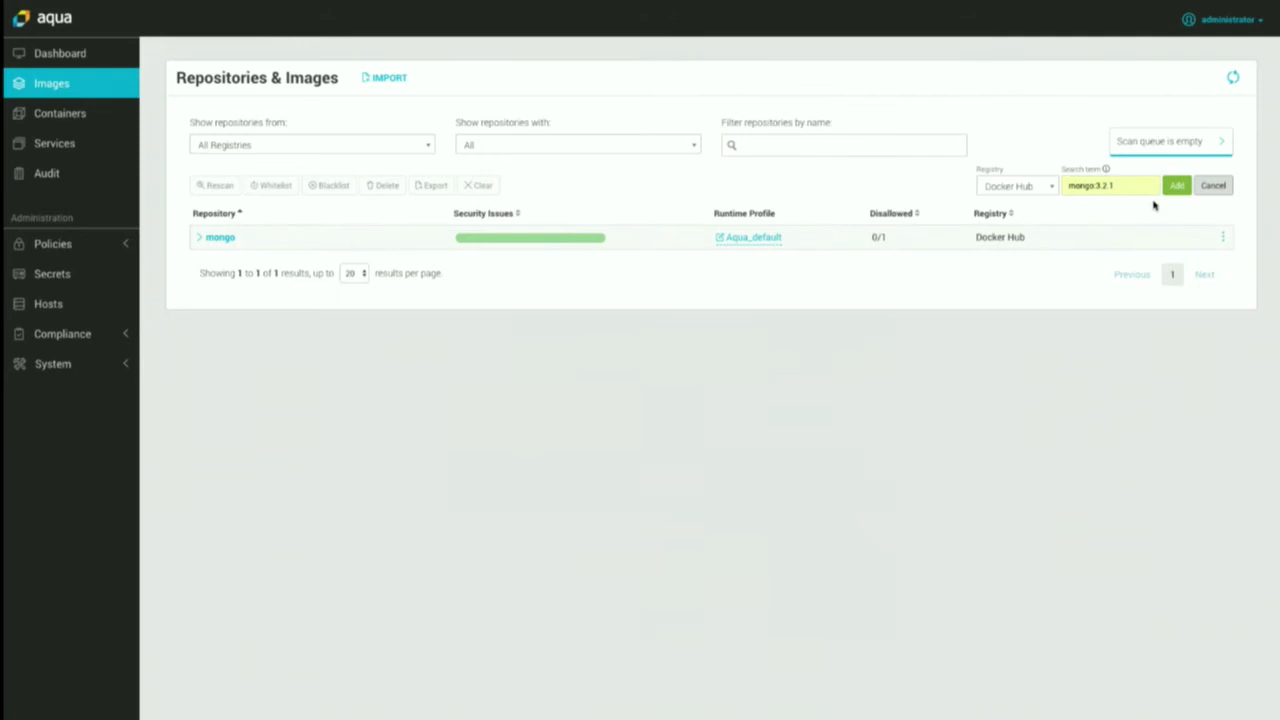 aqua
administrator
Dashboard
Images
Containers
Services
Audit
Administration
Policies
Secrets
Hosts
Compliance
System
Repositories & Images
IMPORT
Show repositories from:
Show repositories with:
Filter repositories by name:
All Registries
All
Scan queue is empty
Registry
Search term
Rescan
Whitelist
Blacklist
Delete
Export
Clear
Docker Hub
mongo:3.2.1
Add
Cancel
Repository
Security Issues
Runtime Profile
Disallowed
Registry
mongo
Aqua_default
0/1
Docker Hub
Showing 1 to 1 of 1 results, up to 20 results per page.
Previous
1
Next